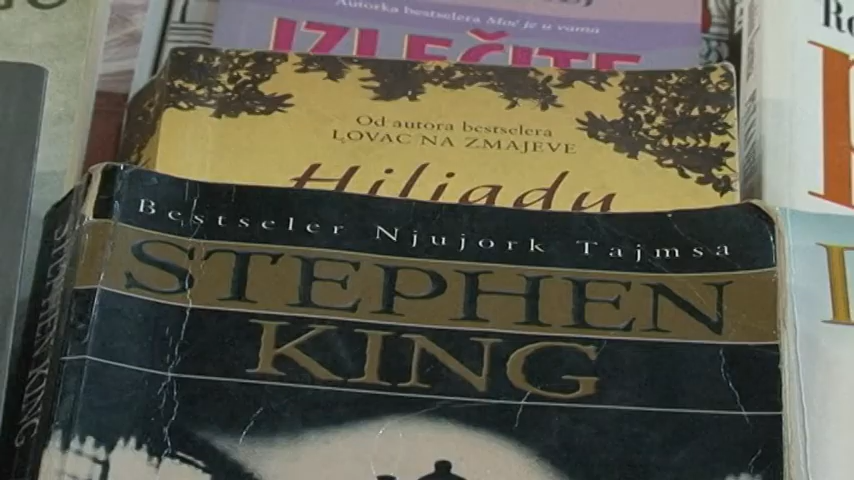 Autorka bestselera Moć je u vama
IZLEČITE
Od autora bestselera
LOVAC NA ZMAJEVE
Hiljadu
Bestseler Njujork Tajmsa
STEPHEN
KING
STEPHEN KING